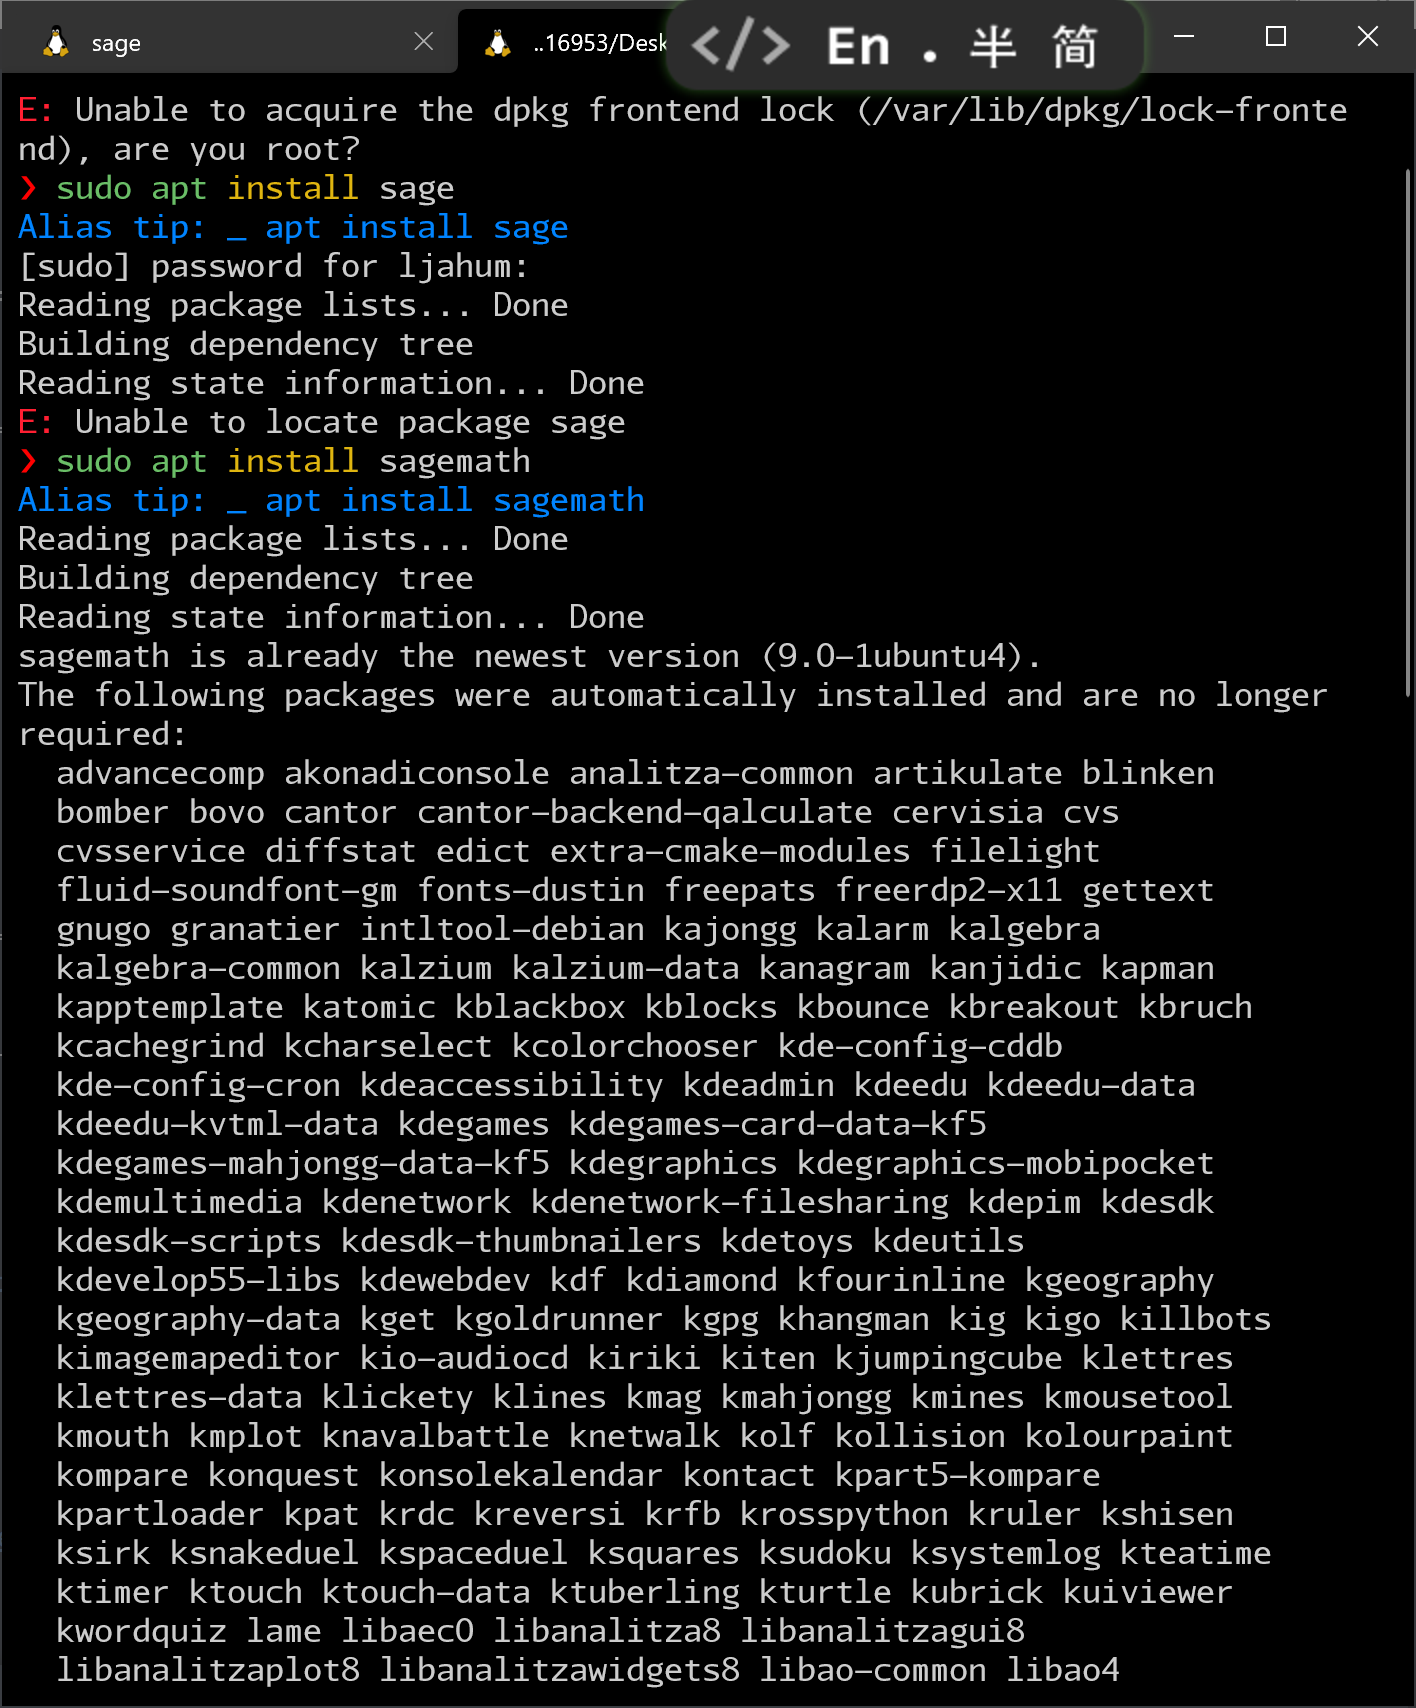 sage
..16953/Desk
</> En . 半 简
E: Unable to acquire the dpkg frontend lock (/var/lib/dpkg/lock-fronte
nd), are you root?
❯ sudo apt install sage
Alias tip: _ apt install sage
[sudo] password for ljahum:
Reading package lists... Done
Building dependency tree
Reading state information... Done
E: Unable to locate package sage
❯ sudo apt install sagemath
Alias tip: _ apt install sagemath
Reading package lists... Done
Building dependency tree
Reading state information... Done
sagemath is already the newest version (9.0-1ubuntu4).
The following packages were automatically installed and are no longer
required:
advancecomp akonadiconsole analitza-common artikulate blinken
bomber bovo cantor cantor-backend-qalculate cervisia cvs
cvsservice diffstat edict extra-cmake-modules filelight
fluid-soundfont-gm fonts-dustin freepats freerdp2-x11 gettext
gnugo granatier intltool-debian kajongg kalarm kalgebra
kalgebra-common kalzium kalzium-data kanagram kanjidic kapman
kapptemplate katomic kblackbox kblocks kbounce kbreakout kbruch
kcachegrind kcharselect kcolorchooser kde-config-cddb
kde-config-cron kdeaccessibility kdeadmin kdeedu kdeedu-data
kdeedu-kvtml-data kdegames kdegames-card-data-kf5
kdegames-mahjongg-data-kf5 kdegraphics kdegraphics-mobipocket
kdemultimedia kdenetwork kdenetwork-filesharing kdepim kdesdk
kdesdk-scripts kdesdk-thumbnailers kdetoys kdeutils
kdevelop55-libs kdewebdev kdf kdiamond kfourinline kgeography
kgeography-data kget kgoldrunner kgpg khangman kig kigo killbots
kimagemapeditor kio-audiocd kiriki kiten kjumpingcube klettres
klettres-data klickety klines kmag kmahjongg kmines kmousetool
kmouth kmplot knavalbattle knetwalk kolf kollision kolourpaint
kompare konquest konsolekalendar kontact kpart5-kompare
kpartloader kpat krdc kreversi krfb krosspython kruler kshisen
ksirk ksnakeduel kspaceduel ksquares ksudoku ksystemlog kteatime
ktimer ktouch ktouch-data ktuberling kturtle kubrick kuiviewer
kwordquiz lame libaec0 libanalitza8 libanalitzagui8
libanalitzaplot8 libanalitzawidgets8 libao-common libao4